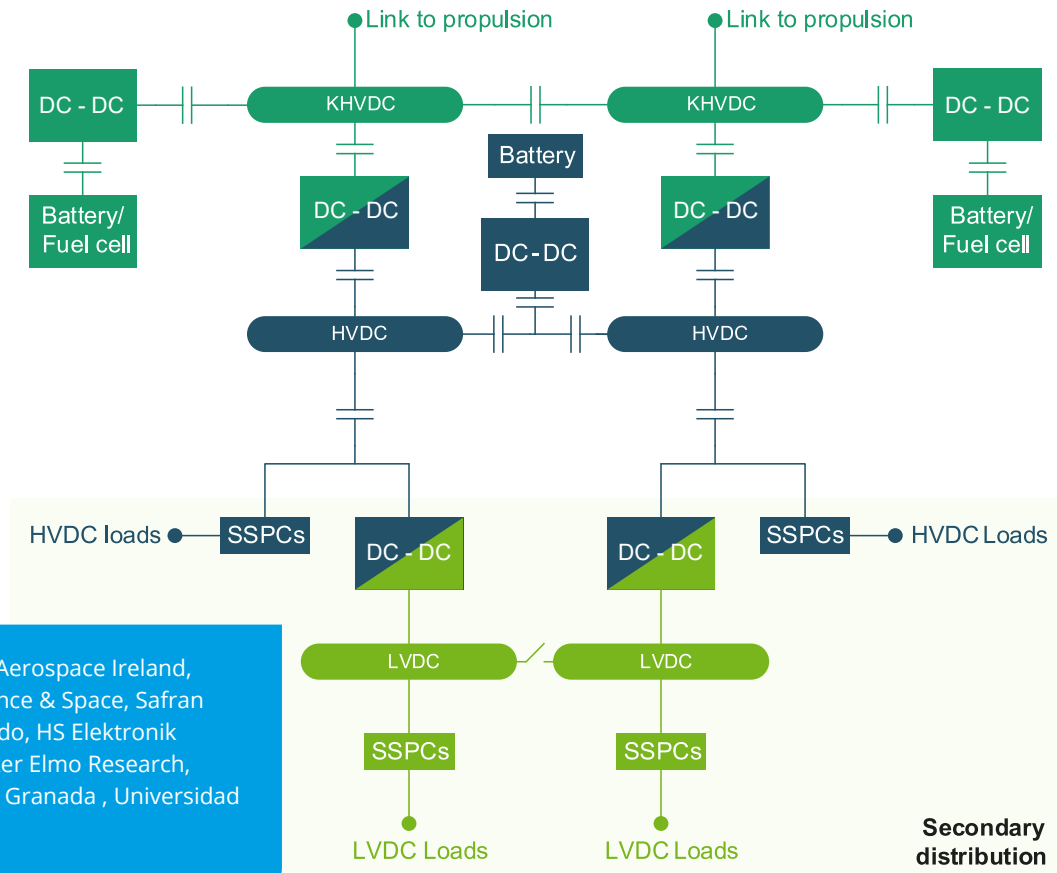 Link to propulsion
Link to propulsion
DC - DC
KHVDC
KHVDC
DC - DC
Battery
Battery/
Fuel cell
DC - DC
DC - DC
Battery/
Fuel cell
DC - DC
HVDC
HVDC
HVDC loads
SSPCs
DC - DC
DC - DC
SSPCs
HVDC Loads
LVDC
LVDC
Aerospace Ireland,
nce & Space, Safran
do, HS Elektronik
er Elmo Research,
Granada , Universidad
SSPCs
SSPCs
LVDC Loads
LVDC Loads
Secondary
distribution